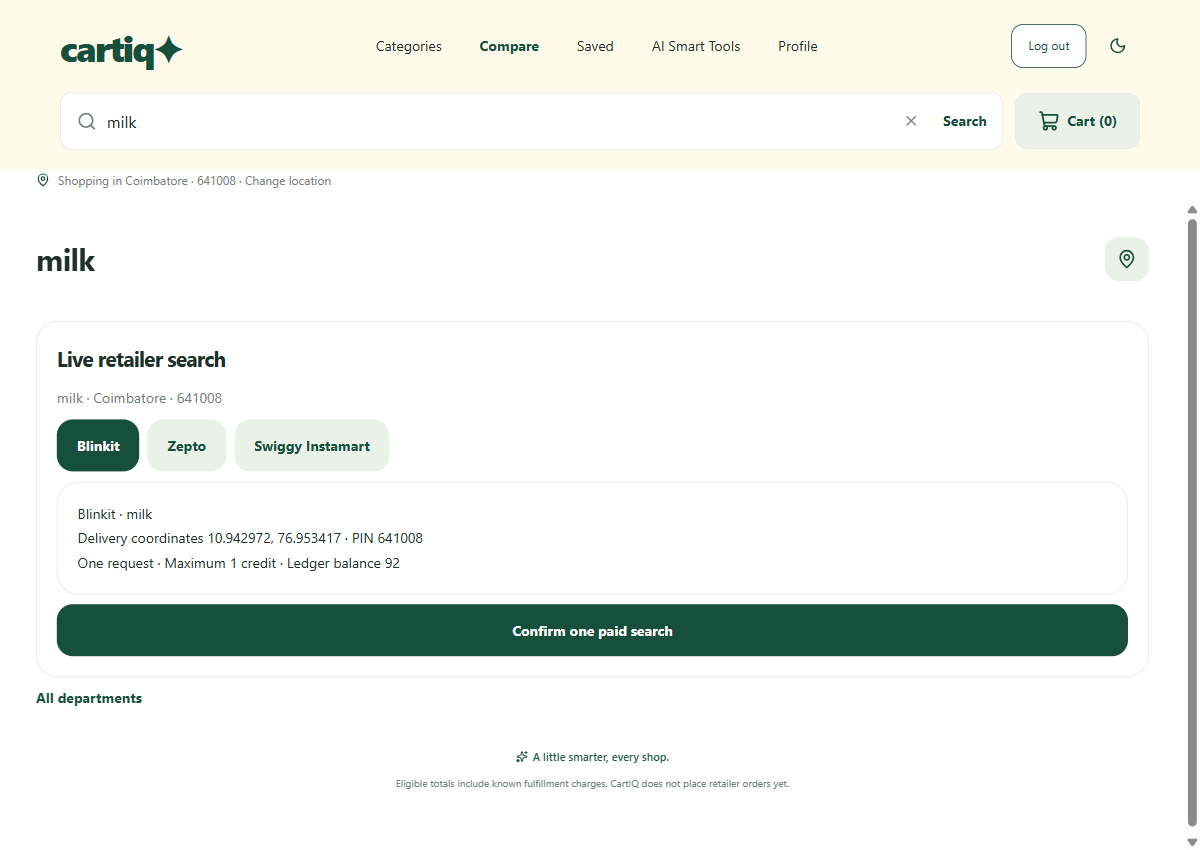 cartiq
Categories
Compare
Saved
AI Smart Tools
Profile
Log out
milk
Search
Cart (0)
Shopping in Coimbatore · 641008 · Change location
milk
Live retailer search
milk · Coimbatore · 641008
Blinkit
Zepto
Swiggy Instamart
Blinkit · milk
Delivery coordinates 10.942972, 76.953417 · PIN 641008
One request · Maximum 1 credit · Ledger balance 92
Confirm one paid search
All departments
A little smarter, every shop.
Eligible totals include known fulfillment charges. CartIQ does not place retailer orders yet.